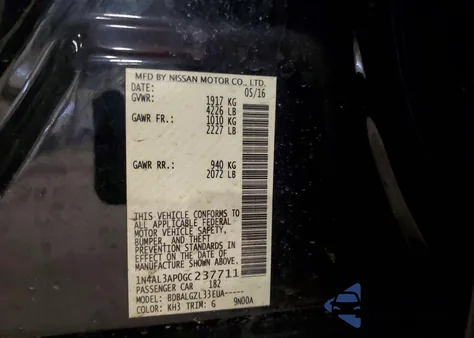 MFD BY NISSAN MOTOR CO., LTD.
DATE: 05/16
GVWR: 1917 KG
4226 LB
GAWR FR.: 1010 KG
2227 LB
GAWR RR.: 940 KG
2072 LB
THIS VEHICLE CONFORMS TO
ALL APPLICABLE FEDERAL
MOTOR VEHICLE SAFETY,
BUMPER, AND THEFT
PREVENTION STANDARDS IN
EFFECT ON THE DATE OF
MANUFACTURE SHOWN ABOVE.
1N4AL3AP0GC237711
PASSENGER CAR 182
MODEL: BDBALGZL33EUA-----
COLOR: KH3 TRIM: G 9N00A